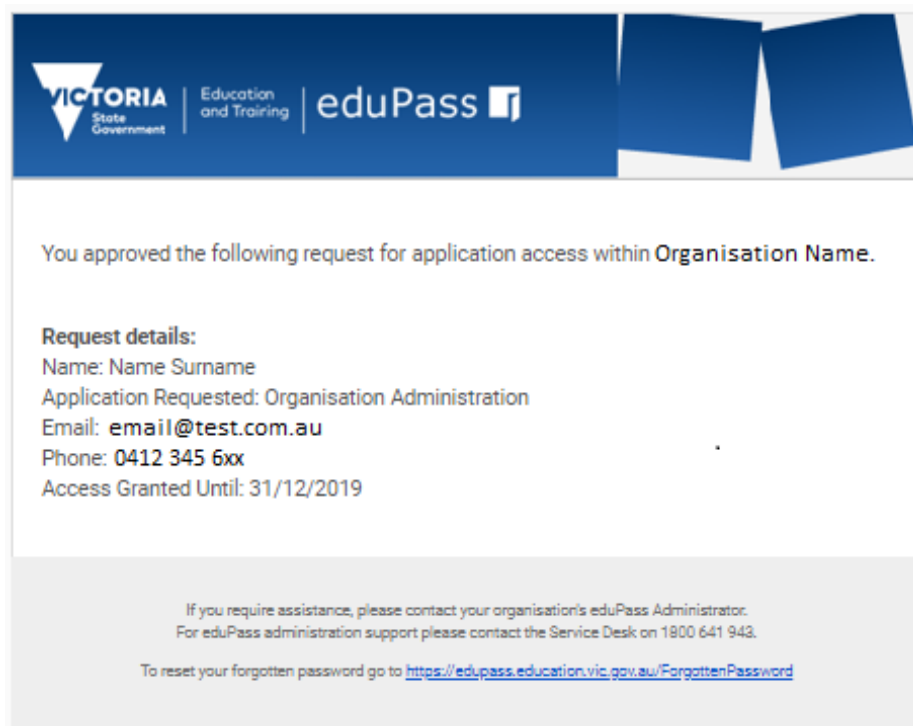 VICTORIA
State
Government
Education
and Training
eduPass
You approved the following request for application access within Organisation Name.
Request details:
Name: Name Surname
Application Requested: Organisation Administration
Email: email@test.com.au
Phone: 0412 345 6xx
Access Granted Until: 31/12/2019
If you require assistance, please contact your organisation's eduPass Administrator.
For eduPass administration support please contact the Service Desk on 1800 641 943.
To reset your forgotten password go to https://edupass.education.vic.gov.au/ForgottenPassword